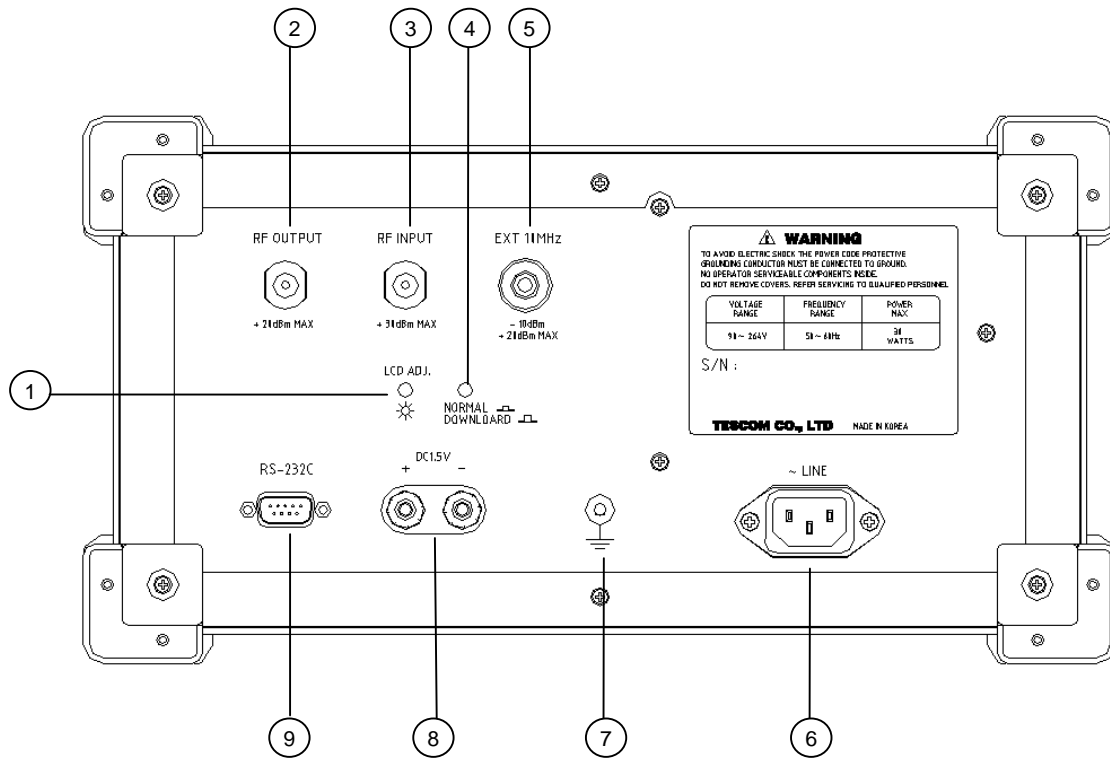 2
3
4
5
RF OUTPUT
RF INPUT
EXT 10MHz
+ 20dBm MAX
+ 30dBm MAX
- 10dBm
+ 20dBm MAX
WARNING
TO AVOID ELECTRIC SHOCK THE POWER CODE PROTECTIVE
GROUNDING CONDUCTOR MUST BE CONNECTED TO GROUND.
NO OPERATOR SERVICEABLE COMPONENTS INSIDE.
DO NOT REMOVE COVERS. REFER SERVICING TO QUALIFIED PERSONNEL
VOLTAGE
RANGE
FREQUENCY
RANGE
POWER
MAX
90 ~ 264V
50 ~ 60Hz
30
WATTS
S/N :
TESCOM CO., LTD
MADE IN KOREA
1
LCD ADJ.
NORMAL
DOWNLOARD
RS-232C
DC1.5V
+
-
~ LINE
9
8
7
6